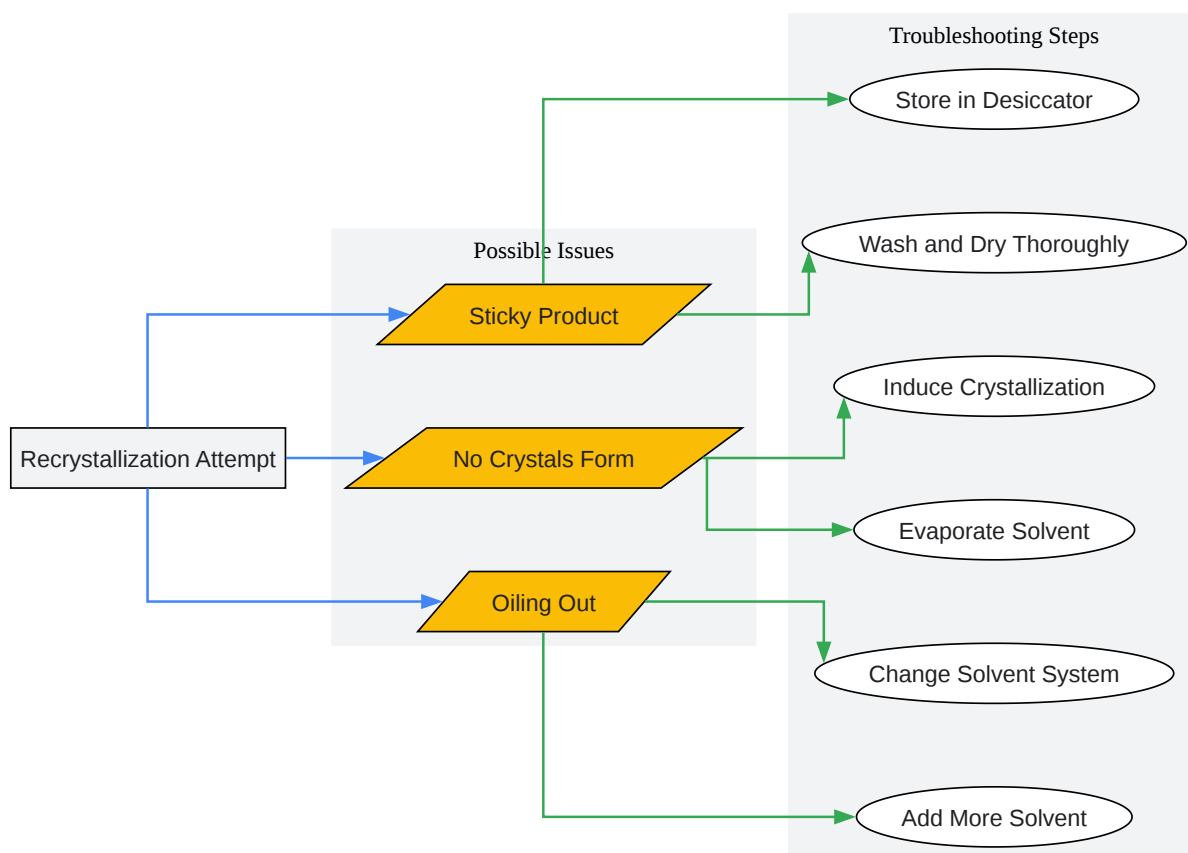 Troubleshooting Steps
Store in Desiccator
Wash and Dry Thoroughly
Possible Issues
Sticky Product
Induce Crystallization
Recrystallization Attempt
No Crystals Form
Evaporate Solvent
Oiling Out
Change Solvent System
Add More Solvent